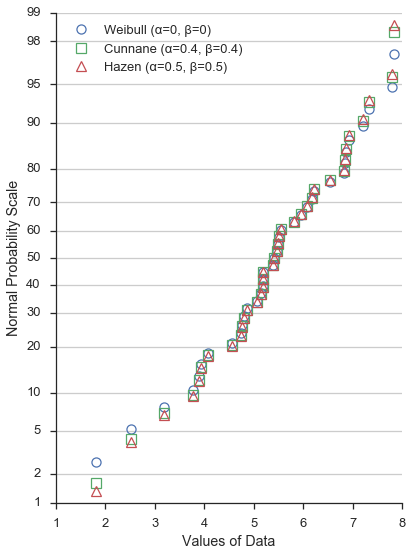 99
98
95
90
80
70
60
50
40
30
20
10
5
2
1
Normal Probability Scale
Weibull (α=0, β=0)
Cunnane (α=0.4, β=0.4)
Hazen (α=0.5, β=0.5)
1 2 3 4 5 6 7 8
Values of Data